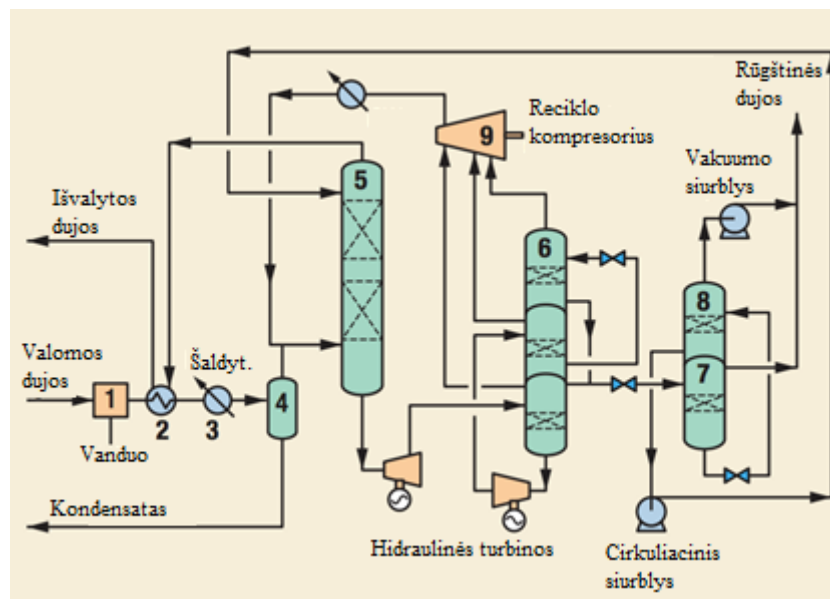 Rūgštinės
dujos
Reciklo
kompresorius
9
Vakuumo
siurblys
5
Išvalytos
dujos
6
8
Šaldyt.
Valomos
dujos
7
1
4
2
3
Vanduo
Kondensatas
Hidraulinės turbinos
Cirkuliacinis
siurblys